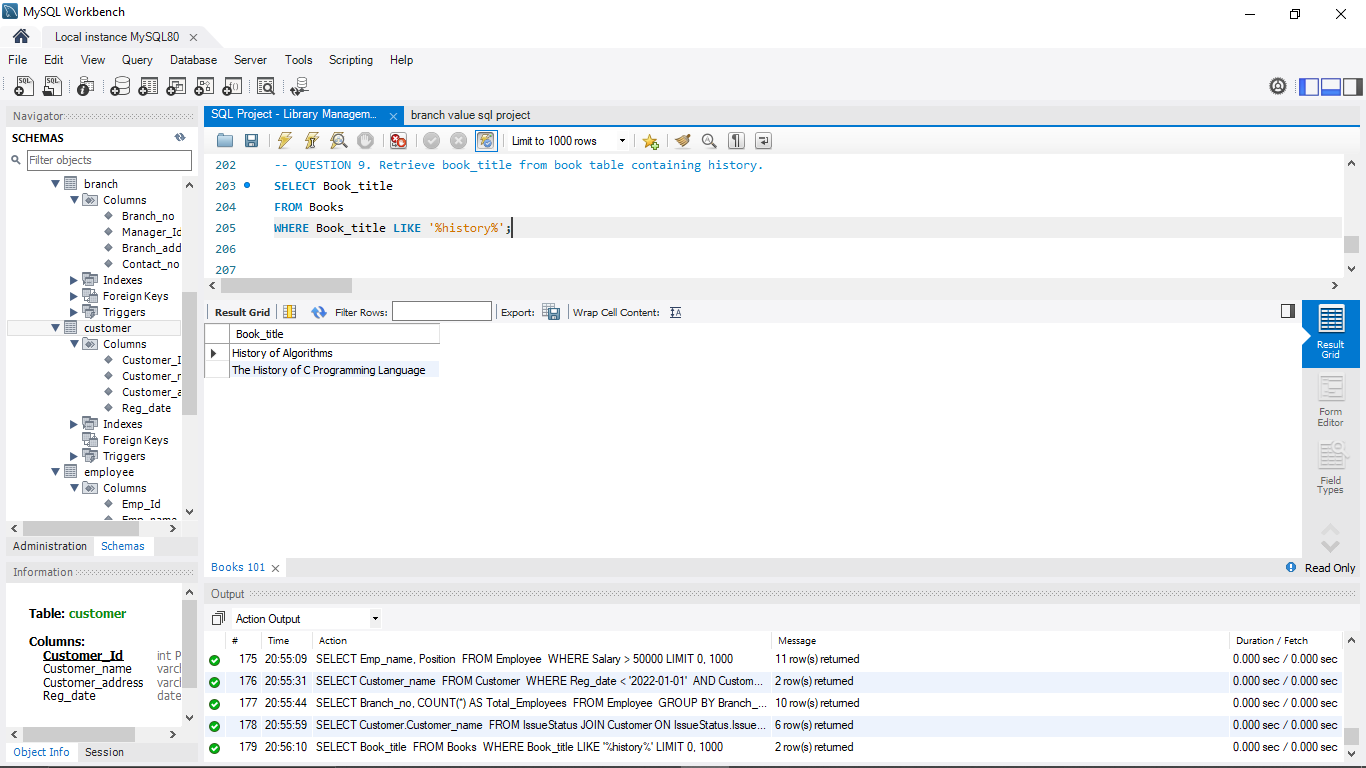 MySQL Workbench
Local instance MySQL80
File Edit View Query Database Server Tools Scripting Help
Navigator
SCHEMAS
Filter objects
branch
Columns
Branch_no
Manager_Id
Branch_add
Contact_no
Indexes
Foreign Keys
Triggers
customer
Columns
Customer_I
Customer_r
Customer_a
Reg_date
Indexes
Foreign Keys
Triggers
employee
Columns
Emp_Id
Emp_name
Administration Schemas
Information
Table: customer
Columns:
Customer_Id int P
Customer_name varch
Customer_address varch
Reg_date date
Object Info Session
SQL Project - Library Managem... branch value sql project
Limit to 1000 rows
202 -- QUESTION 9. Retrieve book_title from book table containing history.
203 SELECT Book_title
204 FROM Books
205 WHERE Book_title LIKE '%history%';
206
207
Result Grid Filter Rows: Export: Wrap Cell Content:
Book_title
History of Algorithms
The History of C Programming Language
Result
Grid
Form
Editor
Field
Types
Books 101
Read Only
Output
Action Output
# Time Action Message Duration / Fetch
175 20:55:09 SELECT Emp_name, Position FROM Employee WHERE Salary > 50000 LIMIT 0, 1000 11 row(s) returned 0.000 sec / 0.000 sec
176 20:55:31 SELECT Customer_name FROM Customer WHERE Reg_date < '2022-01-01' AND Custom... 2 row(s) returned 0.000 sec / 0.000 sec
177 20:55:44 SELECT Branch_no, COUNT(*) AS Total_Employees FROM Employee GROUP BY Branch_... 10 row(s) returned 0.000 sec / 0.000 sec
178 20:55:59 SELECT Customer.Customer_name FROM IssueStatus JOIN Customer ON IssueStatus.Issue... 6 row(s) returned 0.000 sec / 0.000 sec
179 20:56:10 SELECT Book_title FROM Books WHERE Book_title LIKE '%history%' LIMIT 0, 1000 2 row(s) returned 0.000 sec / 0.000 sec